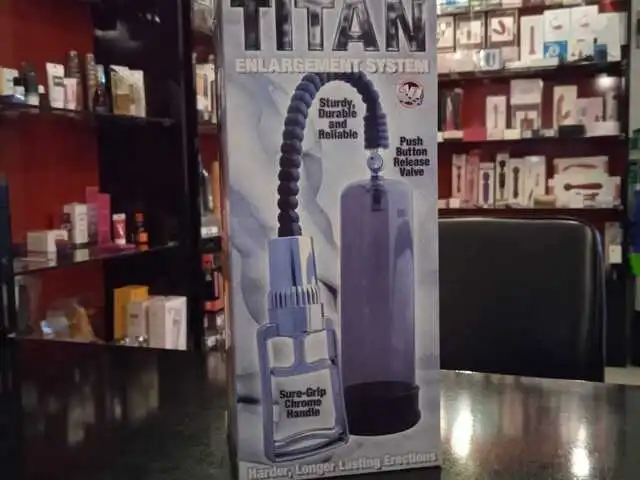 TITAN
ENLARGEMENT SYSTEM
Sturdy,
Durable
and
Reliable
Push
Button
Release
Valve
Sure-Grip
Chrome
Handle
Harder, Longer Lasting Erections